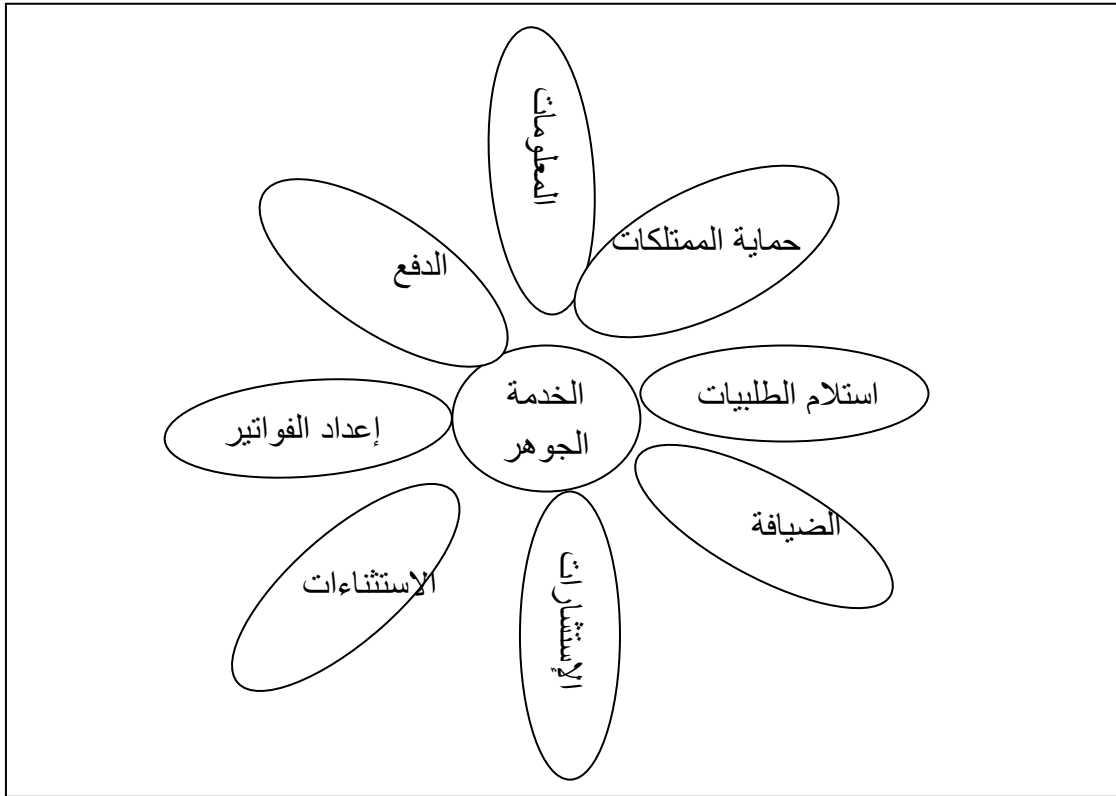 المعلومات
حماية الممتلكات
الدفع
استلام الطلبيات
الخدمة
الجوهر
إعداد الفواتير
الضيافة
الاستثناءات
الإستشارات